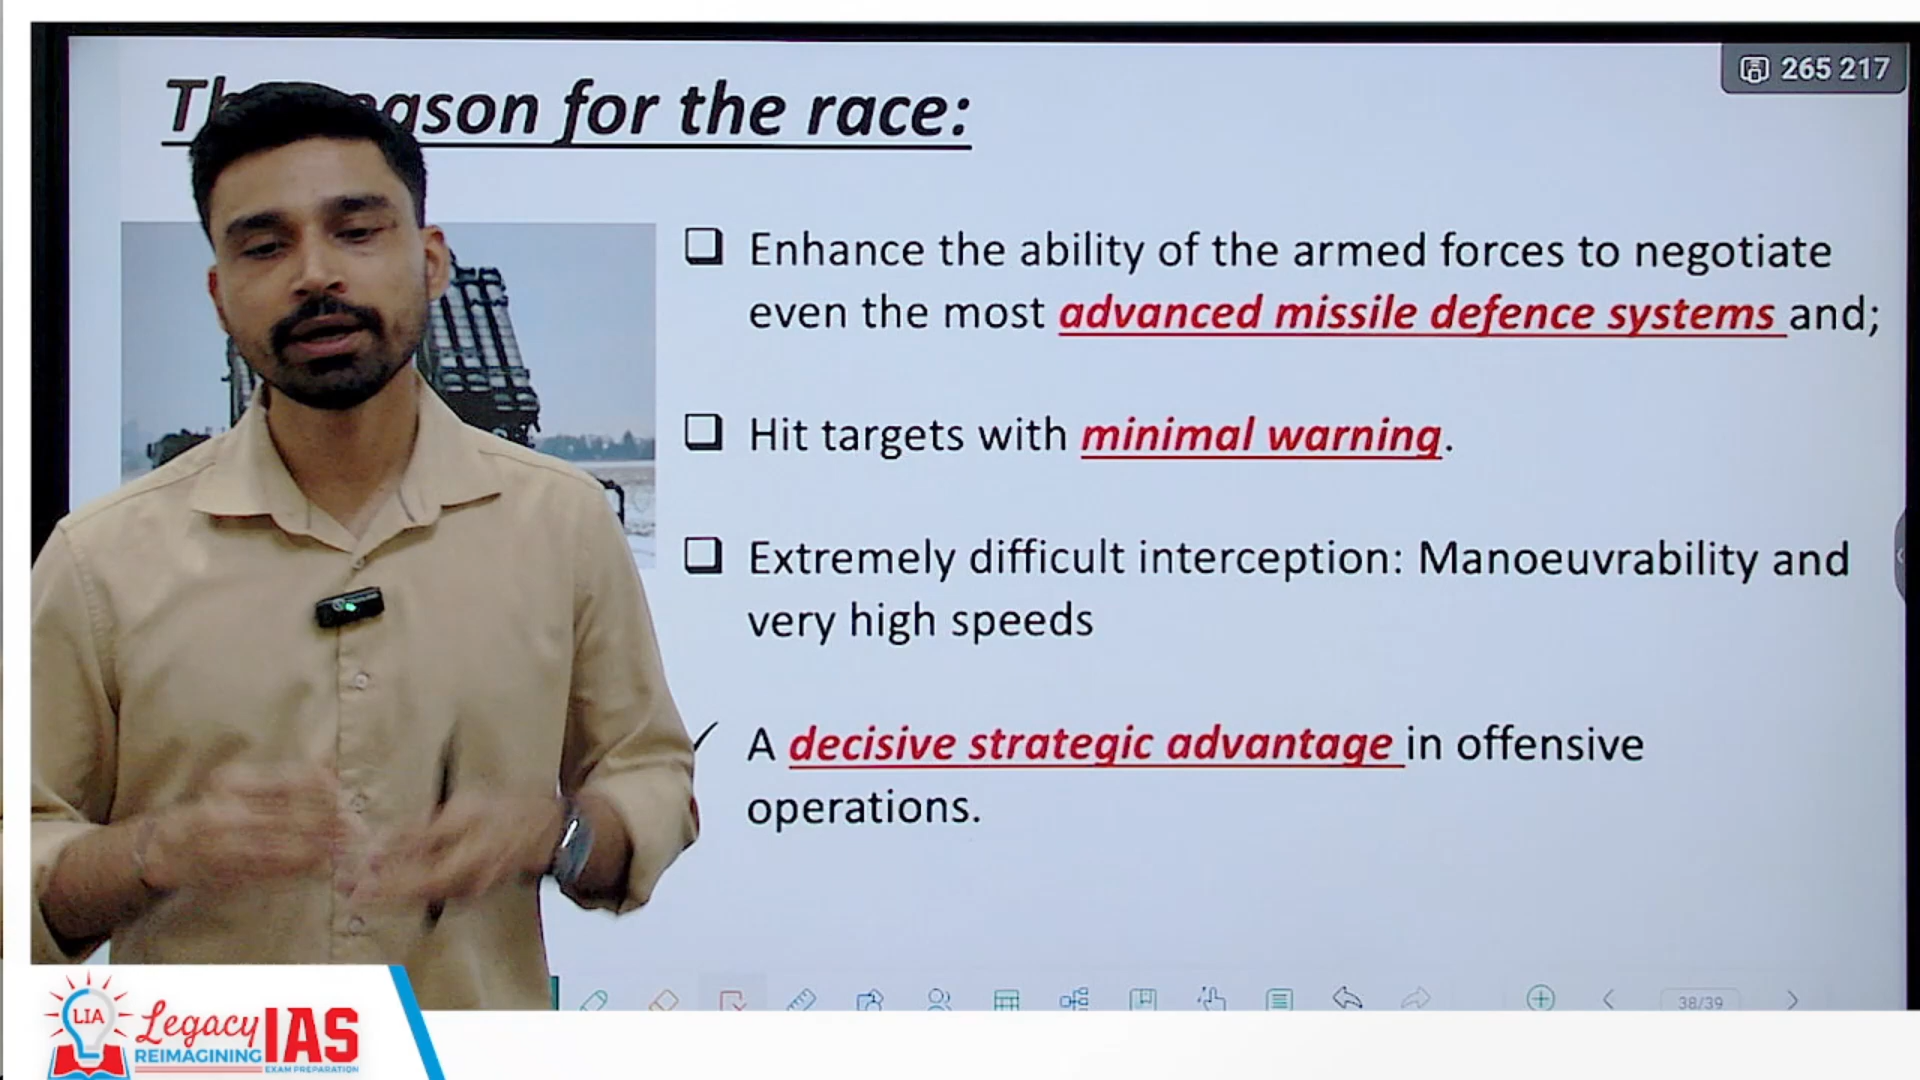 265 217
for the race:
Enhance the ability of the armed forces to negotiate
even the most advanced missile defence systems and;
Hit targets with minimal warning.
Extremely difficult interception: Manoeuvrability and
very high speeds
A decisive strategic advantage in offensive
operations.
38/39
LIA
Legacy IAS
REIMAGINING
EXAM PREPARATION